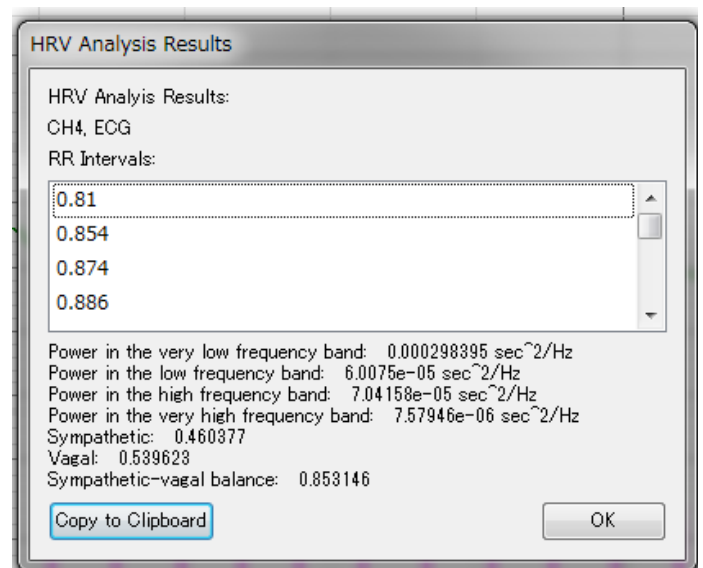 HRV Analysis Results
HRV Analyis Results:
CH4, ECG
RR Intervals:
0.81
0.854
0.874
0.886
Power in the very low frequency band:   0.000298395 sec^2/Hz
Power in the low frequency band:   6.0075e-05 sec^2/Hz
Power in the high frequency band:   7.04158e-05 sec^2/Hz
Power in the very high frequency band:   7.57946e-06 sec^2/Hz
Sympathetic:   0.460377
Vagal:   0.539623
Sympathetic-vagal balance:   0.853146
Copy to Clipboard OK